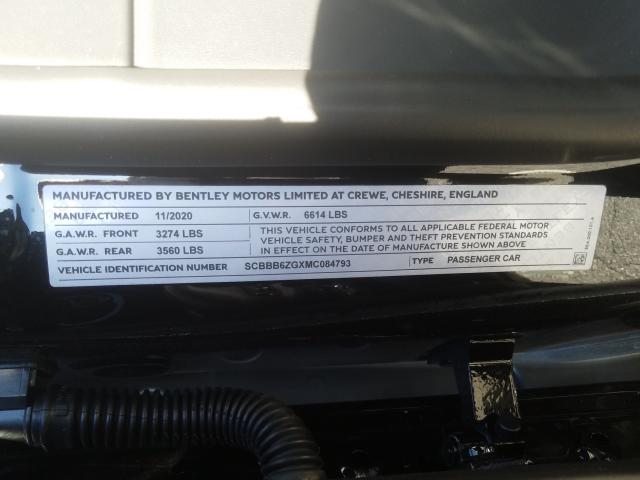 MANUFACTURED BY BENTLEY MOTORS LIMITED AT CREWE, CHESHIRE, ENGLAND
MANUFACTURED 11/2020 G.V.W.R. 6614 LBS
G.A.W.R. FRONT 3274 LBS
G.A.W.R. REAR 3560 LBS
THIS VEHICLE CONFORMS TO ALL APPLICABLE FEDERAL MOTOR
VEHICLE SAFETY, BUMPER AND THEFT PREVENTION STANDARDS
IN EFFECT ON THE DATE OF MANUFACTURE SHOWN ABOVE
VEHICLE IDENTIFICATION NUMBER SCBBB6ZGXMC084793 TYPE PASSENGER CAR